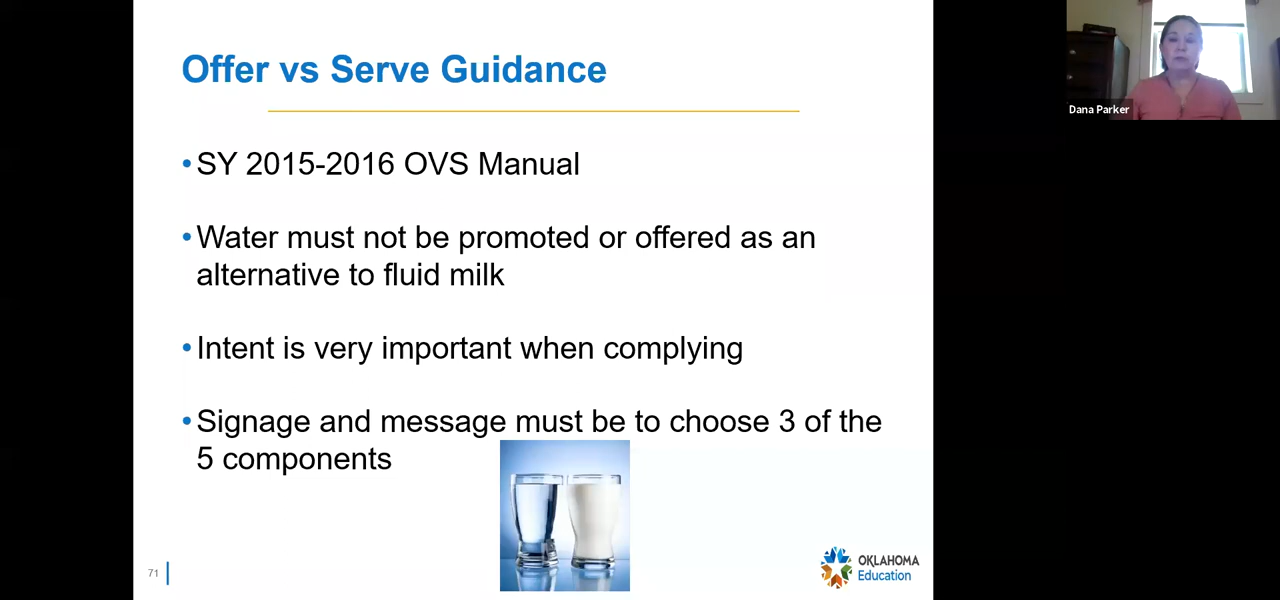 Offer vs Serve Guidance
•SY 2015-2016 OVS Manual
•Water must not be promoted or offered as an
alternative to fluid milk
•Intent is very important when complying
•Signage and message must be to choose 3 of the
5 components
71
OKLAHOMA
Education
Dana Parker